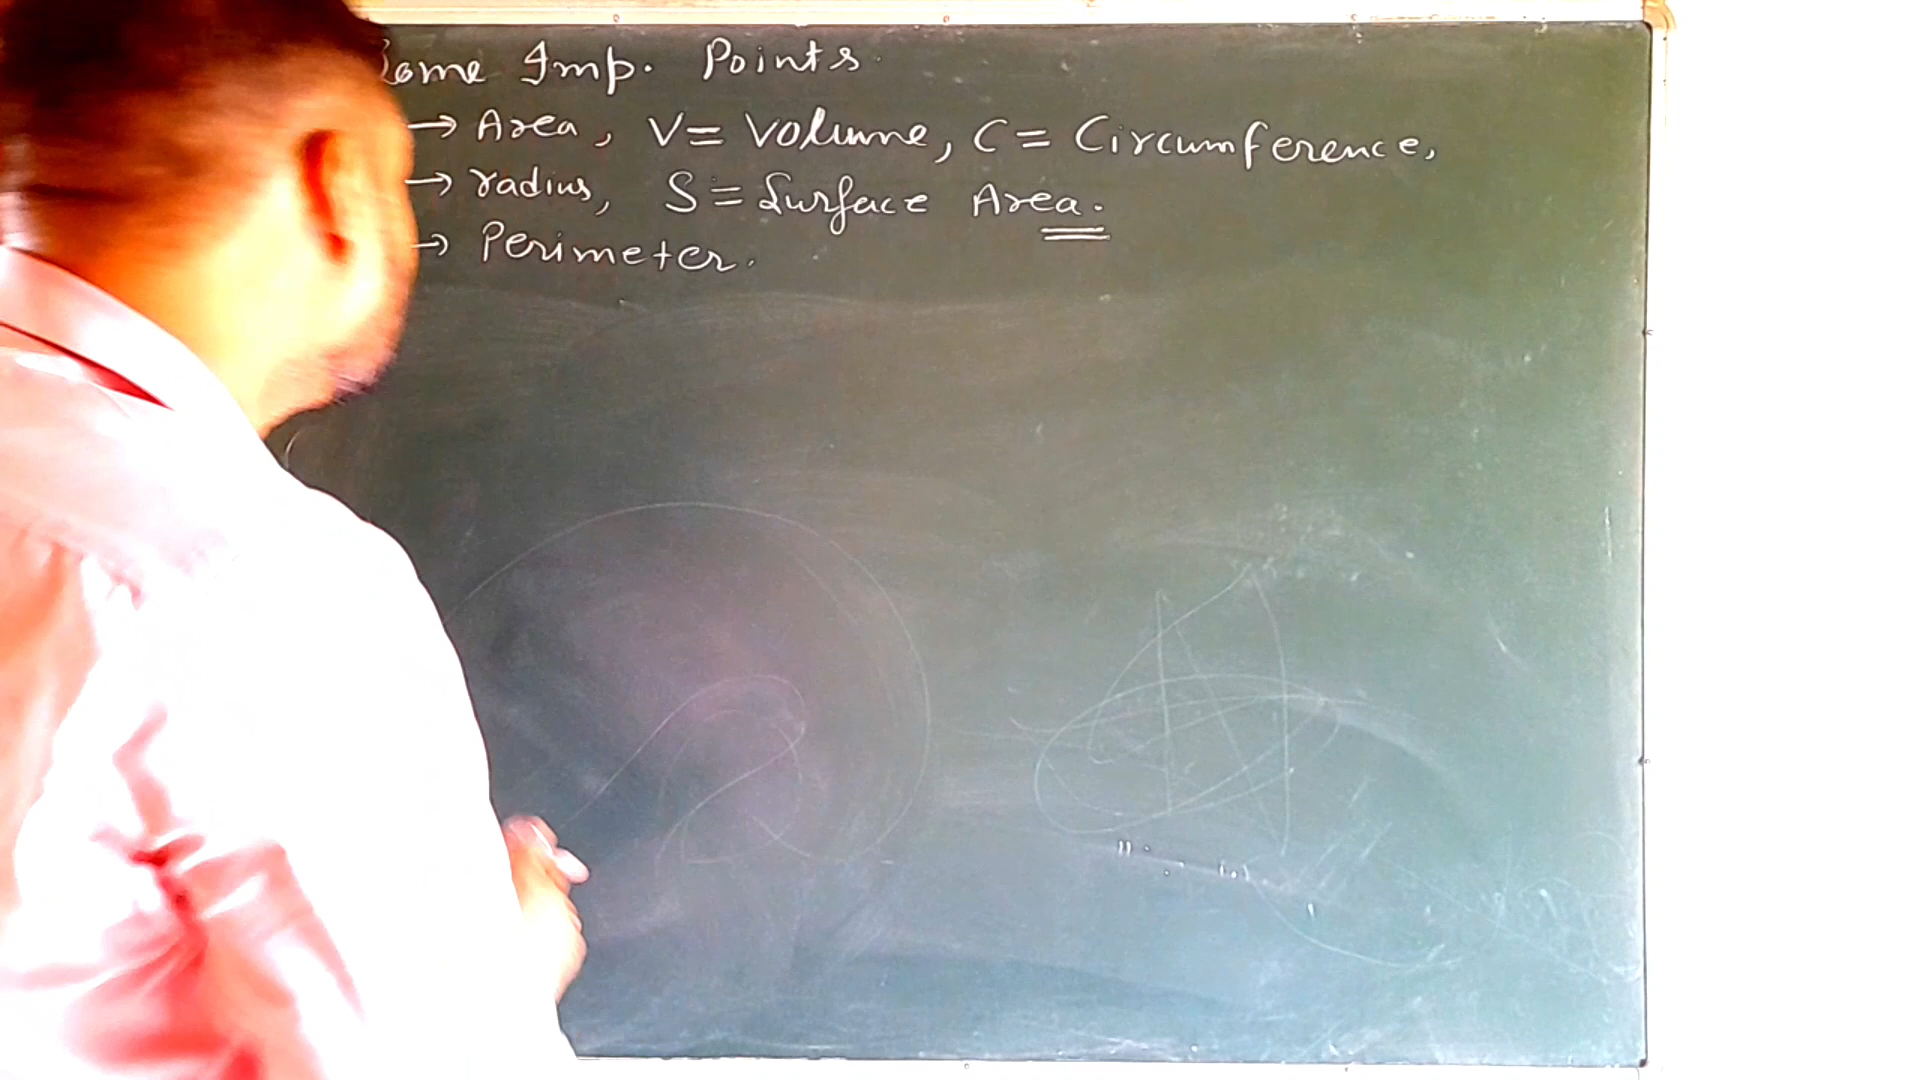 Some Imp. Points.
→ Area, V = Volume, C = Circumference,
→ radius, S = Surface Area.
→ Perimeter.